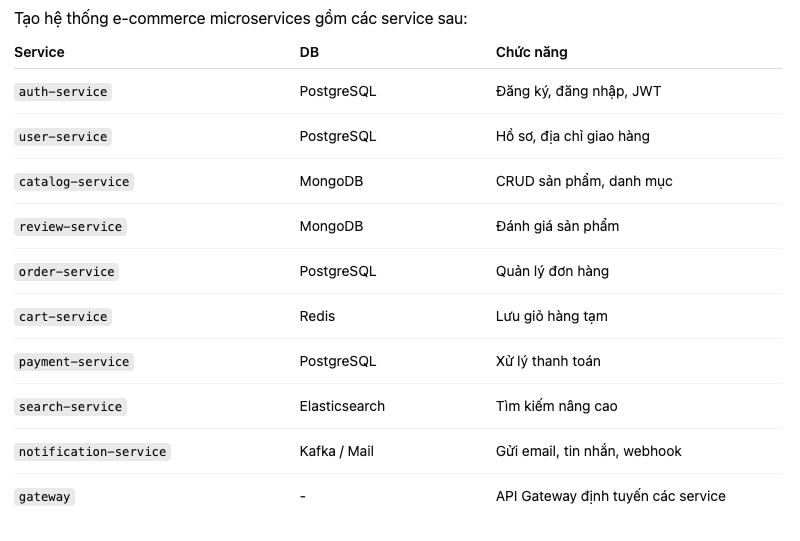 Tạo hệ thống e-commerce microservices gồm các service sau:
Service DB Chức năng
auth-service PostgreSQL Đăng ký, đăng nhập, JWT
user-service PostgreSQL Hồ sơ, địa chỉ giao hàng
catalog-service MongoDB CRUD sản phẩm, danh mục
review-service MongoDB Đánh giá sản phẩm
order-service PostgreSQL Quản lý đơn hàng
cart-service Redis Lưu giỏ hàng tạm
payment-service PostgreSQL Xử lý thanh toán
search-service Elasticsearch Tìm kiếm nâng cao
notification-service Kafka / Mail Gửi email, tin nhắn, webhook
gateway - API Gateway định tuyến các service